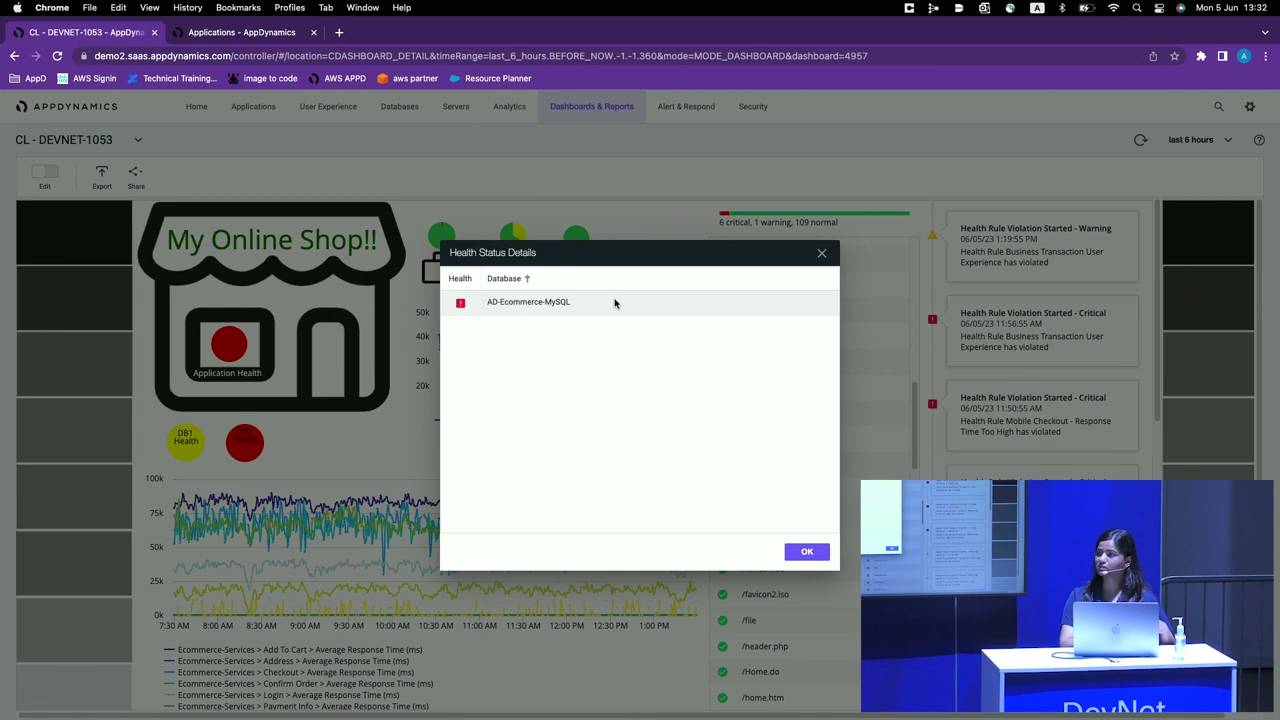 Chrome File Edit View History Bookmarks Profiles Tab Window Help
Mon 5 Jun 13:32
CL - DEVNET-1053 - AppDyna
Applications - AppDynamics
demo2.saas.appdynamics.com/controller/#/location=CDASHBOARD_DETAIL&timeRange=last_6_hours.BEFORE_NOW.-1.-1.360&mode=MODE_DASHBOARD&dashboard=4957
AppD AWS Signin Technical Training... image to code AWS APPD aws partner Resource Planner
APPDYNAMICS
Home Applications User Experience Databases Servers Analytics Dashboards & Reports Alert & Respond Security
CL - DEVNET-1053
last 6 hours
Edit Export Share
My Online Shop!!
Application Health
DB1
Health
6 critical, 1 warning, 109 normal
Health Status Details
Health Database
AD-Ecommerce-MySQL
OK
50k
40k
30k
20k
Health Rule Violation Started - Warning
06/05/23 1:19:55 PM
Health Rule Business Transaction User
Experience has violated
Health Rule Violation Started - Critical
06/05/23 11:56:55 AM
Health Rule Business Transaction User
Experience has violated
Health Rule Violation Started - Critical
06/05/23 11:50:55 AM
Health Rule Mobile Checkout - Response
Time Too High has violated
100k
75k
50k
25k
0k
7:30 AM 8:00 AM 8:30 AM 9:00 AM 9:30 AM 10:00 AM 10:30 AM 11:00 AM 11:30 AM 12:00 PM 12:30 PM 1:00 PM
Ecommerce-Services > Add To Cart > Average Response Time (ms)
Ecommerce-Services > Address > Average Response Time (ms)
Ecommerce-Services > Checkout > Average Response Time (ms)
Ecommerce-Services > Confirm Order > Average Response Time (ms)
Ecommerce-Services > Login > Average Response Time (ms)
Ecommerce-Services > Payment Info > Average Response Time (ms)
/favicon2.iso
/file
/header.php
/Home.do
/home.htm
DevNet